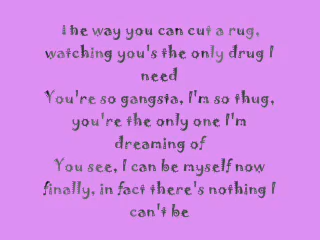 The way you can cut a rug,
watching you's the only drug I
need
You're so gangsta, I'm so thug,
you're the only one I'm
dreaming of
You see, I can be myself now
finally, in fact there's nothing I
can't be